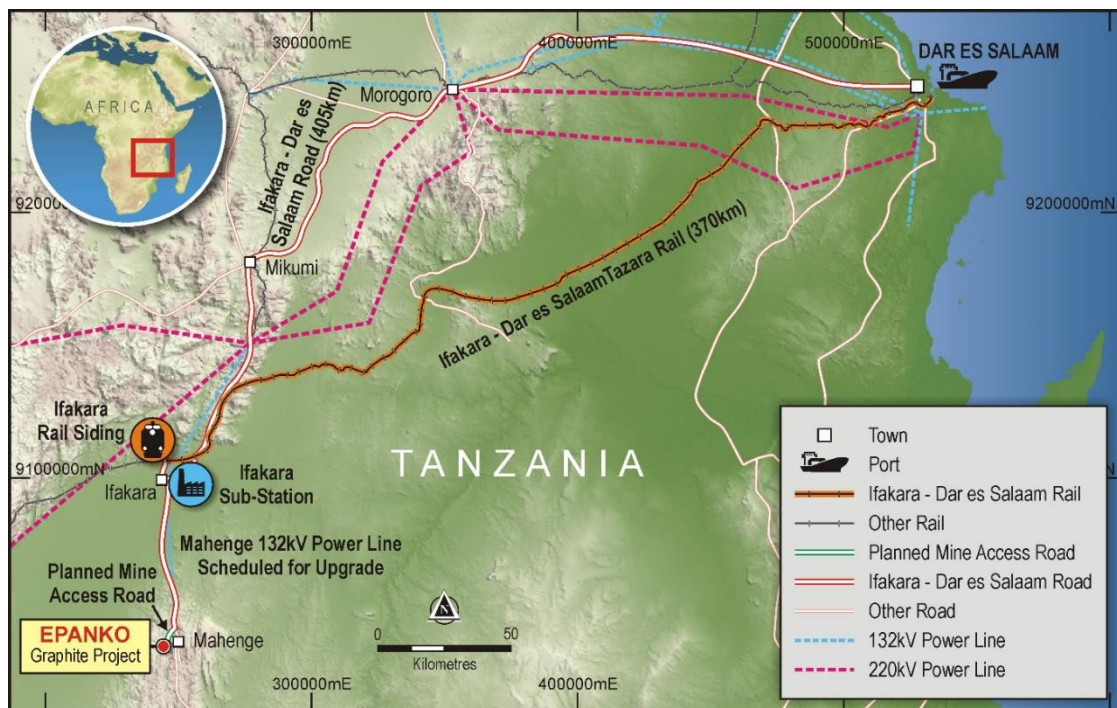 300000mE
400000mE
500000mE
DAR ES SALAAM
AFRICA
Morogoro
Ifakara - Dar es
Salaam Road (405km)
920000
9200000mN
Mikumi
Ifakara - Dar es SalaamTazara Rail (370km)
Ifakara
Rail Siding
9100000mN
Ifakara
Ifakara
Sub-Station
TANZANIA
Mahenge 132kV Power Line
Scheduled for Upgrade
Planned Mine
Access Road
EPANKO
Graphite Project
Mahenge
N
0
50
Kilometres
300000mE
400000mE
Town
Port
Ifakara - Dar es Salaam Rail
Other Rail
Planned Mine Access Road
Ifakara - Dar es Salaam Road
Other Road
132kV Power Line
220kV Power Line